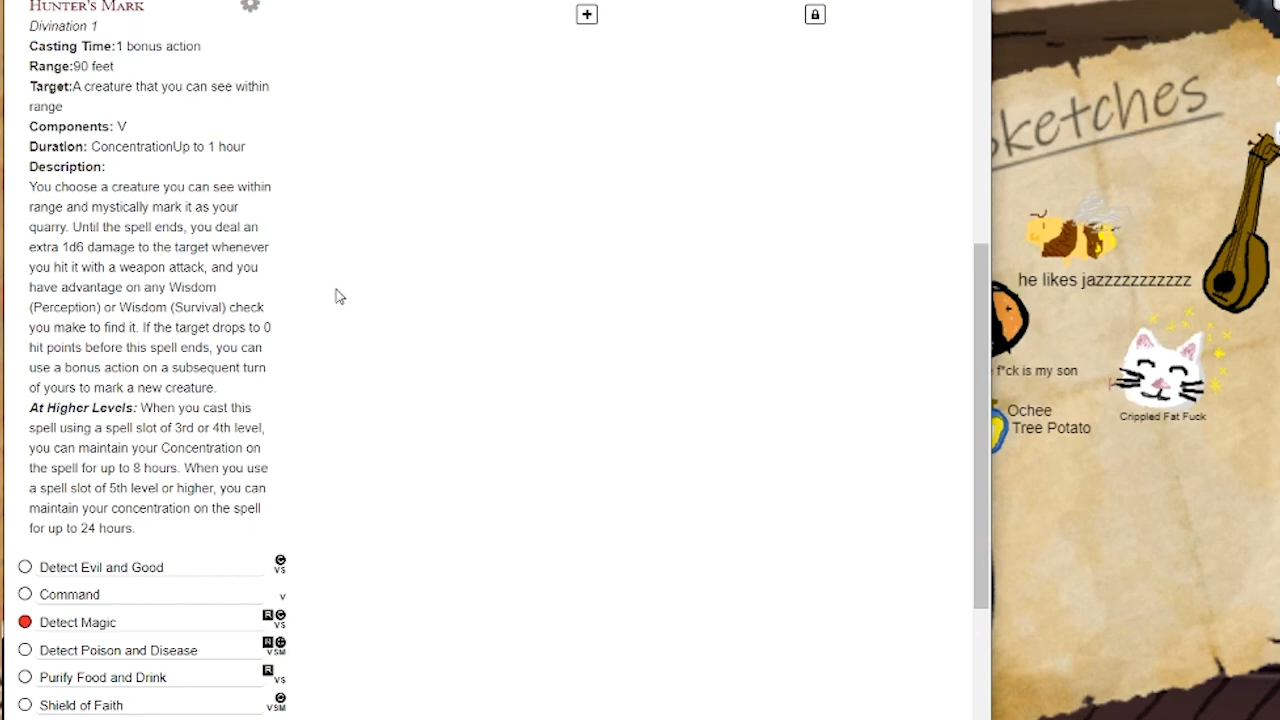 HUNTER'S MARK
Divination 1
Casting Time:1 bonus action
Range:90 feet
Target:A creature that you can see within
range
Components: V
Duration: ConcentrationUp to 1 hour
Description:
You choose a creature you can see within
range and mystically mark it as your
quarry. Until the spell ends, you deal an
extra 1d6 damage to the target whenever
you hit it with a weapon attack, and you
have advantage on any Wisdom
(Perception) or Wisdom (Survival) check
you make to find it. If the target drops to 0
hit points before this spell ends, you can
use a bonus action on a subsequent turn
of yours to mark a new creature.
At Higher Levels: When you cast this
spell using a spell slot of 3rd or 4th level,
you can maintain your Concentration on
the spell for up to 8 hours. When you use
a spell slot of 5th level or higher, you can
maintain your concentration on the spell
for up to 24 hours.
Detect Evil and Good C
V S
Command V
Detect Magic R C
V S
Detect Poison and Disease R C
V S M
Purify Food and Drink R
V S
Shield of Faith C
V S M
+
sketches
he likes jazzzzzzzzzzz
f*ck is my son
Ochee
Tree Potato
Crippled Fat Fuck